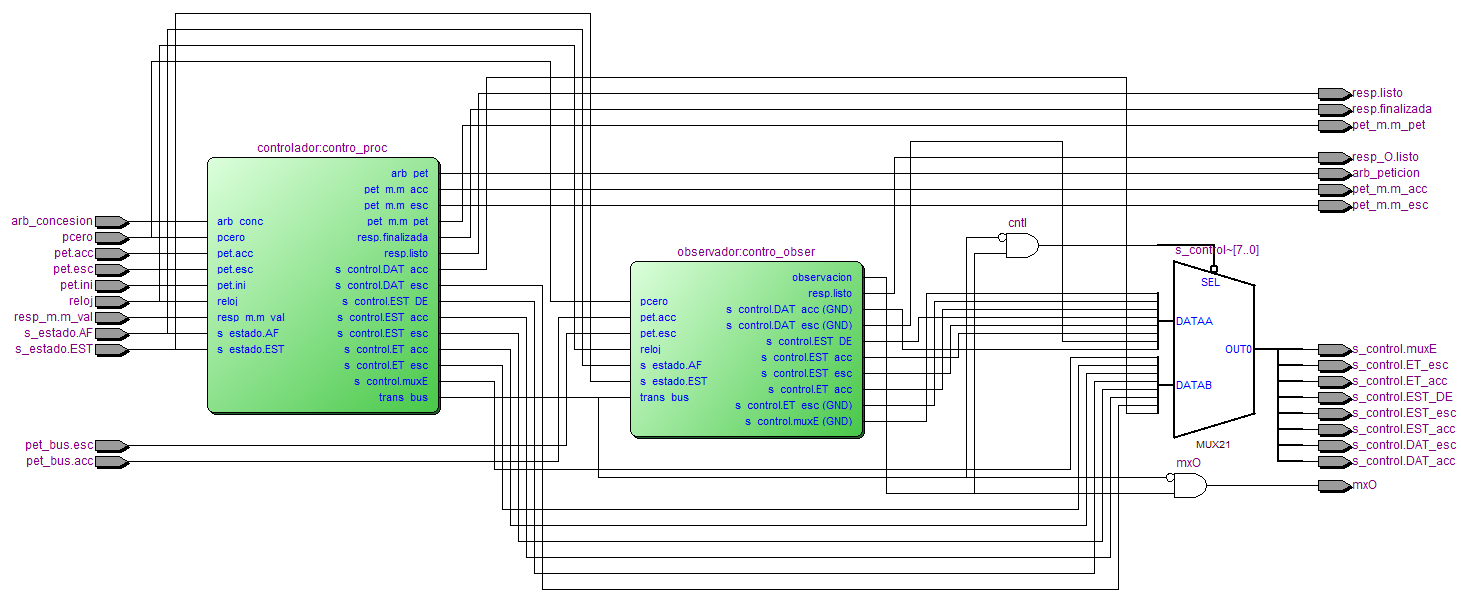 controlador:contro_proc
arb_concesion
pcero
pet.acc
pet.esc
pet.ini
reloj
resp_m.m_val
s_estado.AF
s_estado.EST
pet_bus.esc
pet_bus.acc
arb_conc
pcero
pet.acc
pet.esc
pet.ini
reloj
resp_m.m_val
s_estado.AF
s_estado.EST
arb_pet
pet_m.m_acc
pet_m.m_esc
pet_m.m_pet
resp.finalizada
resp.listo
s_control.DAT_acc
s_control.DAT_esc
s_control.EST_DE
s_control.EST_acc
s_control.EST_esc
s_control.ET_acc
s_control.ET_esc
s_control.muxE
trans_bus
observador:contro_obser
pcero
pet.acc
pet.esc
reloj
s_estado.AF
s_estado.EST
trans_bus
observacion
resp.listo
s_control.DAT_acc (GND)
s_control.DAT_esc (GND)
s_control.EST_DE
s_control.EST_acc
s_control.EST_esc
s_control.ET_acc
s_control.ET_esc (GND)
s_control.muxE (GND)
cntl
s_control~[7..0]
SEL
DATAA
OUT0
DATAB
MUX21
mxO
resp.listo
resp.finalizada
pet_m.m_pet
resp_O.listo
arb_peticion
pet_m.m_acc
pet_m.m_esc
s_control.muxE
s_control.ET_esc
s_control.ET_acc
s_control.EST_DE
s_control.EST_esc
s_control.EST_acc
s_control.DAT_esc
s_control.DAT_acc
mxO